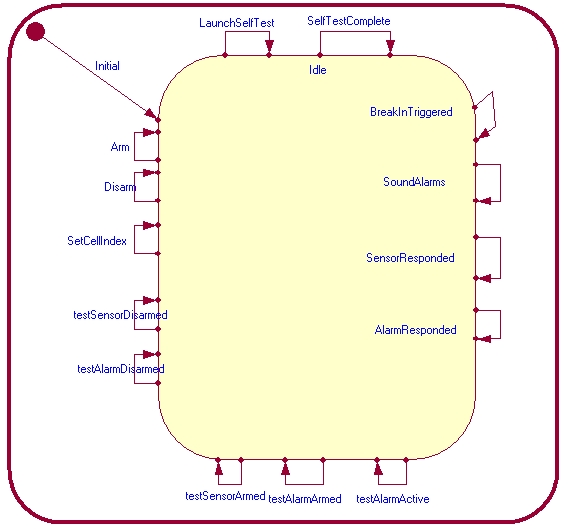 LaunchSelfTest
SelfTestComplete
Idle
Initial
BreakInTriggered
Arm
Disarm
SoundAlarms
SetCellIndex
SensorResponded
testSensorDisarmed
AlarmResponded
testAlarmDisarmed
testSensorArmed
testAlarmArmed
testAlarmActive